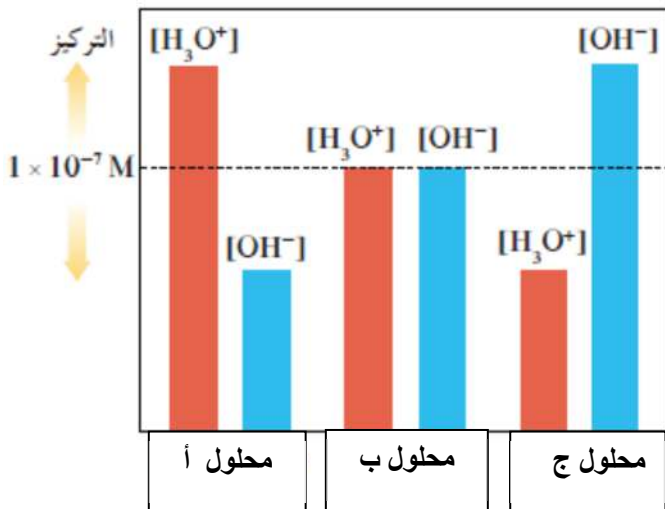 التركيز
[H₃O⁺]
[OH⁻]
[H₃O⁺] [OH⁻]
1 × 10⁻⁷ M
[OH⁻]
[H₃O⁺]
محلول أ
محلول ب
محلول ج